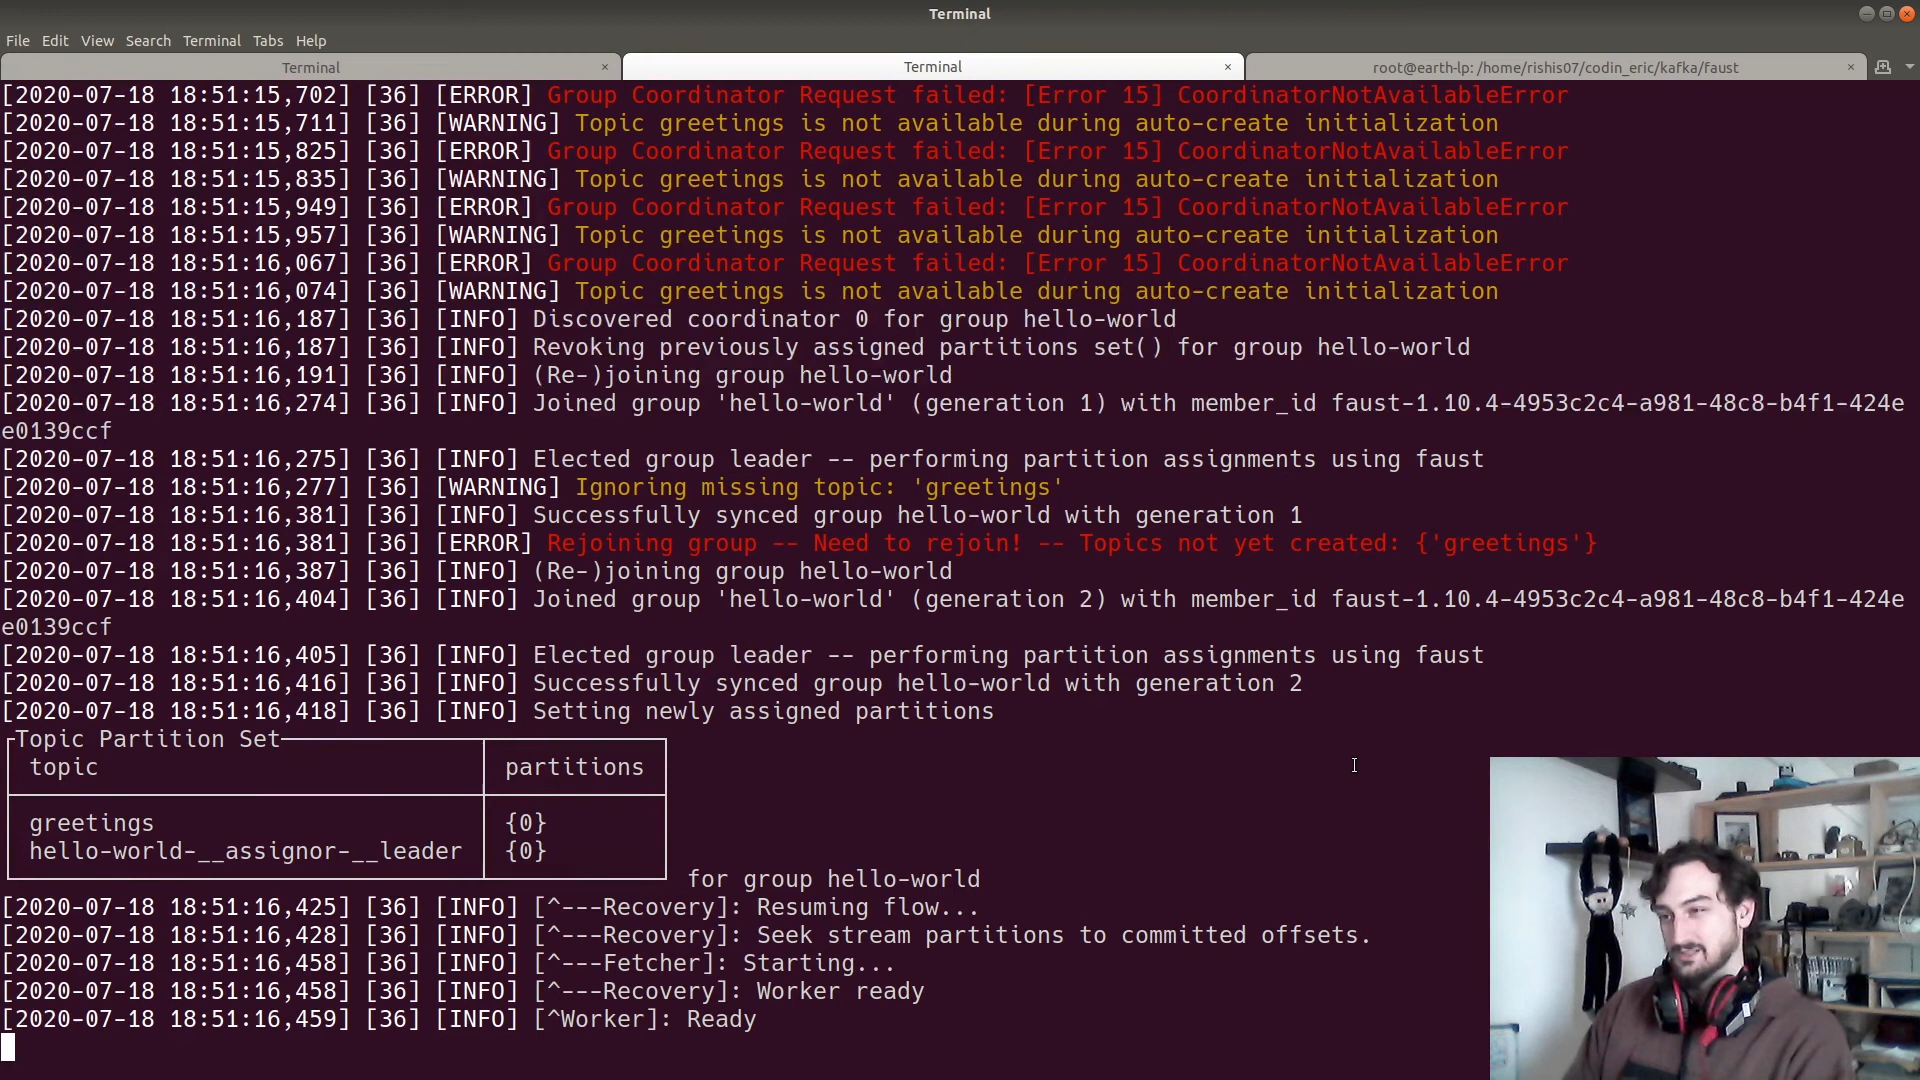 Terminal
File Edit View Search Terminal Tabs Help
Terminal × Terminal × root@earth-lp: /home/rishis07/codin_eric/kafka/faust ×
[2020-07-18 18:51:15,702] [36] [ERROR] Group Coordinator Request failed: [Error 15] CoordinatorNotAvailableError
[2020-07-18 18:51:15,711] [36] [WARNING] Topic greetings is not available during auto-create initialization
[2020-07-18 18:51:15,825] [36] [ERROR] Group Coordinator Request failed: [Error 15] CoordinatorNotAvailableError
[2020-07-18 18:51:15,835] [36] [WARNING] Topic greetings is not available during auto-create initialization
[2020-07-18 18:51:15,949] [36] [ERROR] Group Coordinator Request failed: [Error 15] CoordinatorNotAvailableError
[2020-07-18 18:51:15,957] [36] [WARNING] Topic greetings is not available during auto-create initialization
[2020-07-18 18:51:16,067] [36] [ERROR] Group Coordinator Request failed: [Error 15] CoordinatorNotAvailableError
[2020-07-18 18:51:16,074] [36] [WARNING] Topic greetings is not available during auto-create initialization
[2020-07-18 18:51:16,187] [36] [INFO] Discovered coordinator 0 for group hello-world
[2020-07-18 18:51:16,187] [36] [INFO] Revoking previously assigned partitions set() for group hello-world
[2020-07-18 18:51:16,191] [36] [INFO] (Re-)joining group hello-world
[2020-07-18 18:51:16,274] [36] [INFO] Joined group 'hello-world' (generation 1) with member_id faust-1.10.4-4953c2c4-a981-48c8-b4f1-424e
e0139ccf
[2020-07-18 18:51:16,275] [36] [INFO] Elected group leader -- performing partition assignments using faust
[2020-07-18 18:51:16,277] [36] [WARNING] Ignoring missing topic: 'greetings'
[2020-07-18 18:51:16,381] [36] [INFO] Successfully synced group hello-world with generation 1
[2020-07-18 18:51:16,381] [36] [ERROR] Rejoining group -- Need to rejoin! -- Topics not yet created: {'greetings'}
[2020-07-18 18:51:16,387] [36] [INFO] (Re-)joining group hello-world
[2020-07-18 18:51:16,404] [36] [INFO] Joined group 'hello-world' (generation 2) with member_id faust-1.10.4-4953c2c4-a981-48c8-b4f1-424e
e0139ccf
[2020-07-18 18:51:16,405] [36] [INFO] Elected group leader -- performing partition assignments using faust
[2020-07-18 18:51:16,416] [36] [INFO] Successfully synced group hello-world with generation 2
[2020-07-18 18:51:16,418] [36] [INFO] Setting newly assigned partitions
Topic Partition Set
topic partitions
greetings {0}
hello-world-__assignor-__leader {0}
for group hello-world
[2020-07-18 18:51:16,425] [36] [INFO] [^---Recovery]: Resuming flow...
[2020-07-18 18:51:16,428] [36] [INFO] [^---Recovery]: Seek stream partitions to committed offsets.
[2020-07-18 18:51:16,458] [36] [INFO] [^---Fetcher]: Starting...
[2020-07-18 18:51:16,458] [36] [INFO] [^---Recovery]: Worker ready
[2020-07-18 18:51:16,459] [36] [INFO] [^Worker]: Ready